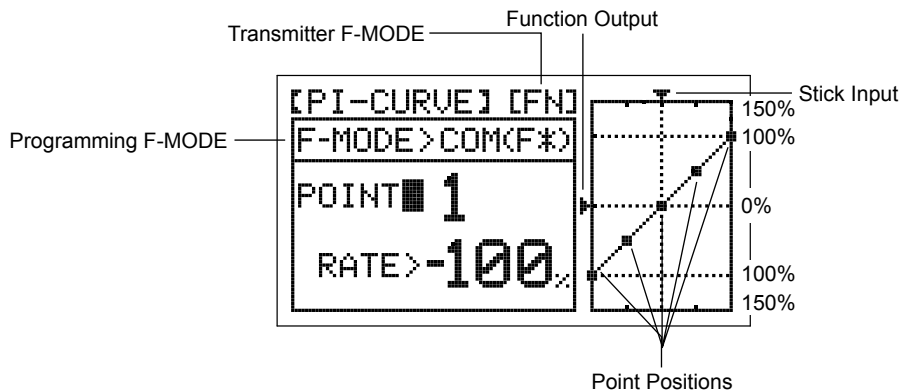 Function Output
Transmitter F-MODE
Stick Input
[PI-CURVE] [FN]
150%
100%
Programming F-MODE
F-MODE>COM(F*)
POINT 1
0%
RATE>-100%
100%
150%
Point Positions